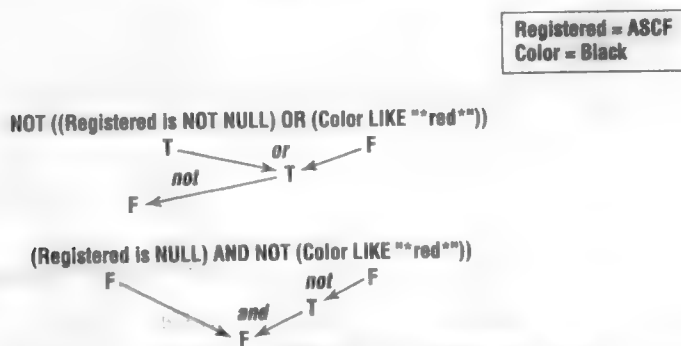 Registered = ASCF
Color = Black
NOT ((Registered is NOT NULL) OR (Color LIKE "*red*"))
T or F
not T
F
(Registered is NULL) AND NOT (Color LIKE "*red*"))
F not F
and T
F